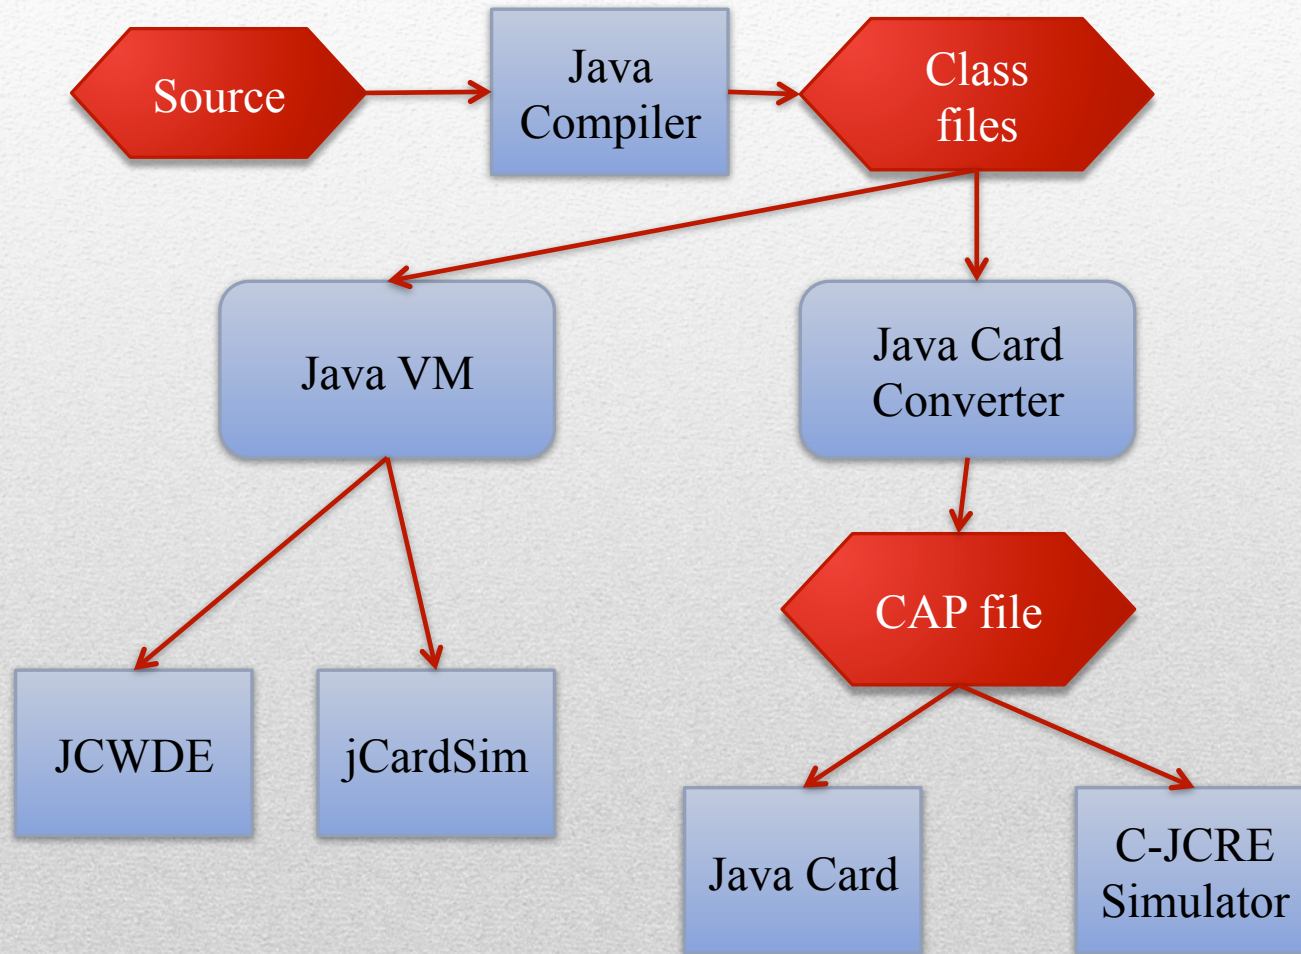 Source
Java
Compiler
Class
files
Java VM
Java Card
Converter
CAP file
JCWDE
jCardSim
Java Card
C-JCRE
Simulator